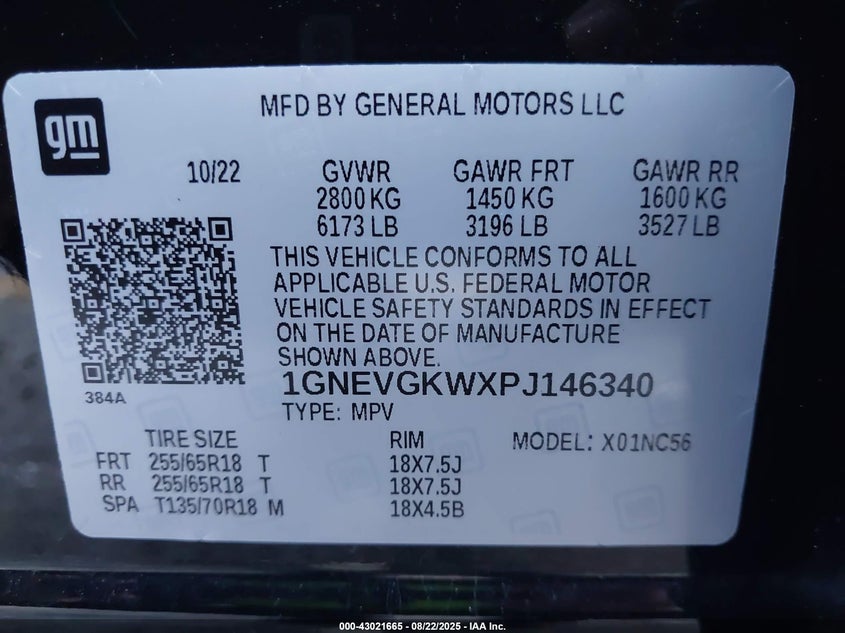 gm
MFD BY GENERAL MOTORS LLC
10/22 GVWR GAWR FRT GAWR RR
2800 KG 1450 KG 1600 KG
6173 LB 3196 LB 3527 LB
THIS VEHICLE CONFORMS TO ALL
APPLICABLE U.S. FEDERAL MOTOR
VEHICLE SAFETY STANDARDS IN EFFECT
ON THE DATE OF MANUFACTURE
SHOWN ABOVE.
1GNEVGKWXPJ146340
384A
TYPE: MPV
TIRE SIZE RIM MODEL: X01NC56
FRT 255/65R18 T 18X7.5J
RR 255/65R18 T 18X7.5J
SPA T135/70R18 M 18X4.5B
000-43021665 - 08/22/2025 - IAA Inc.